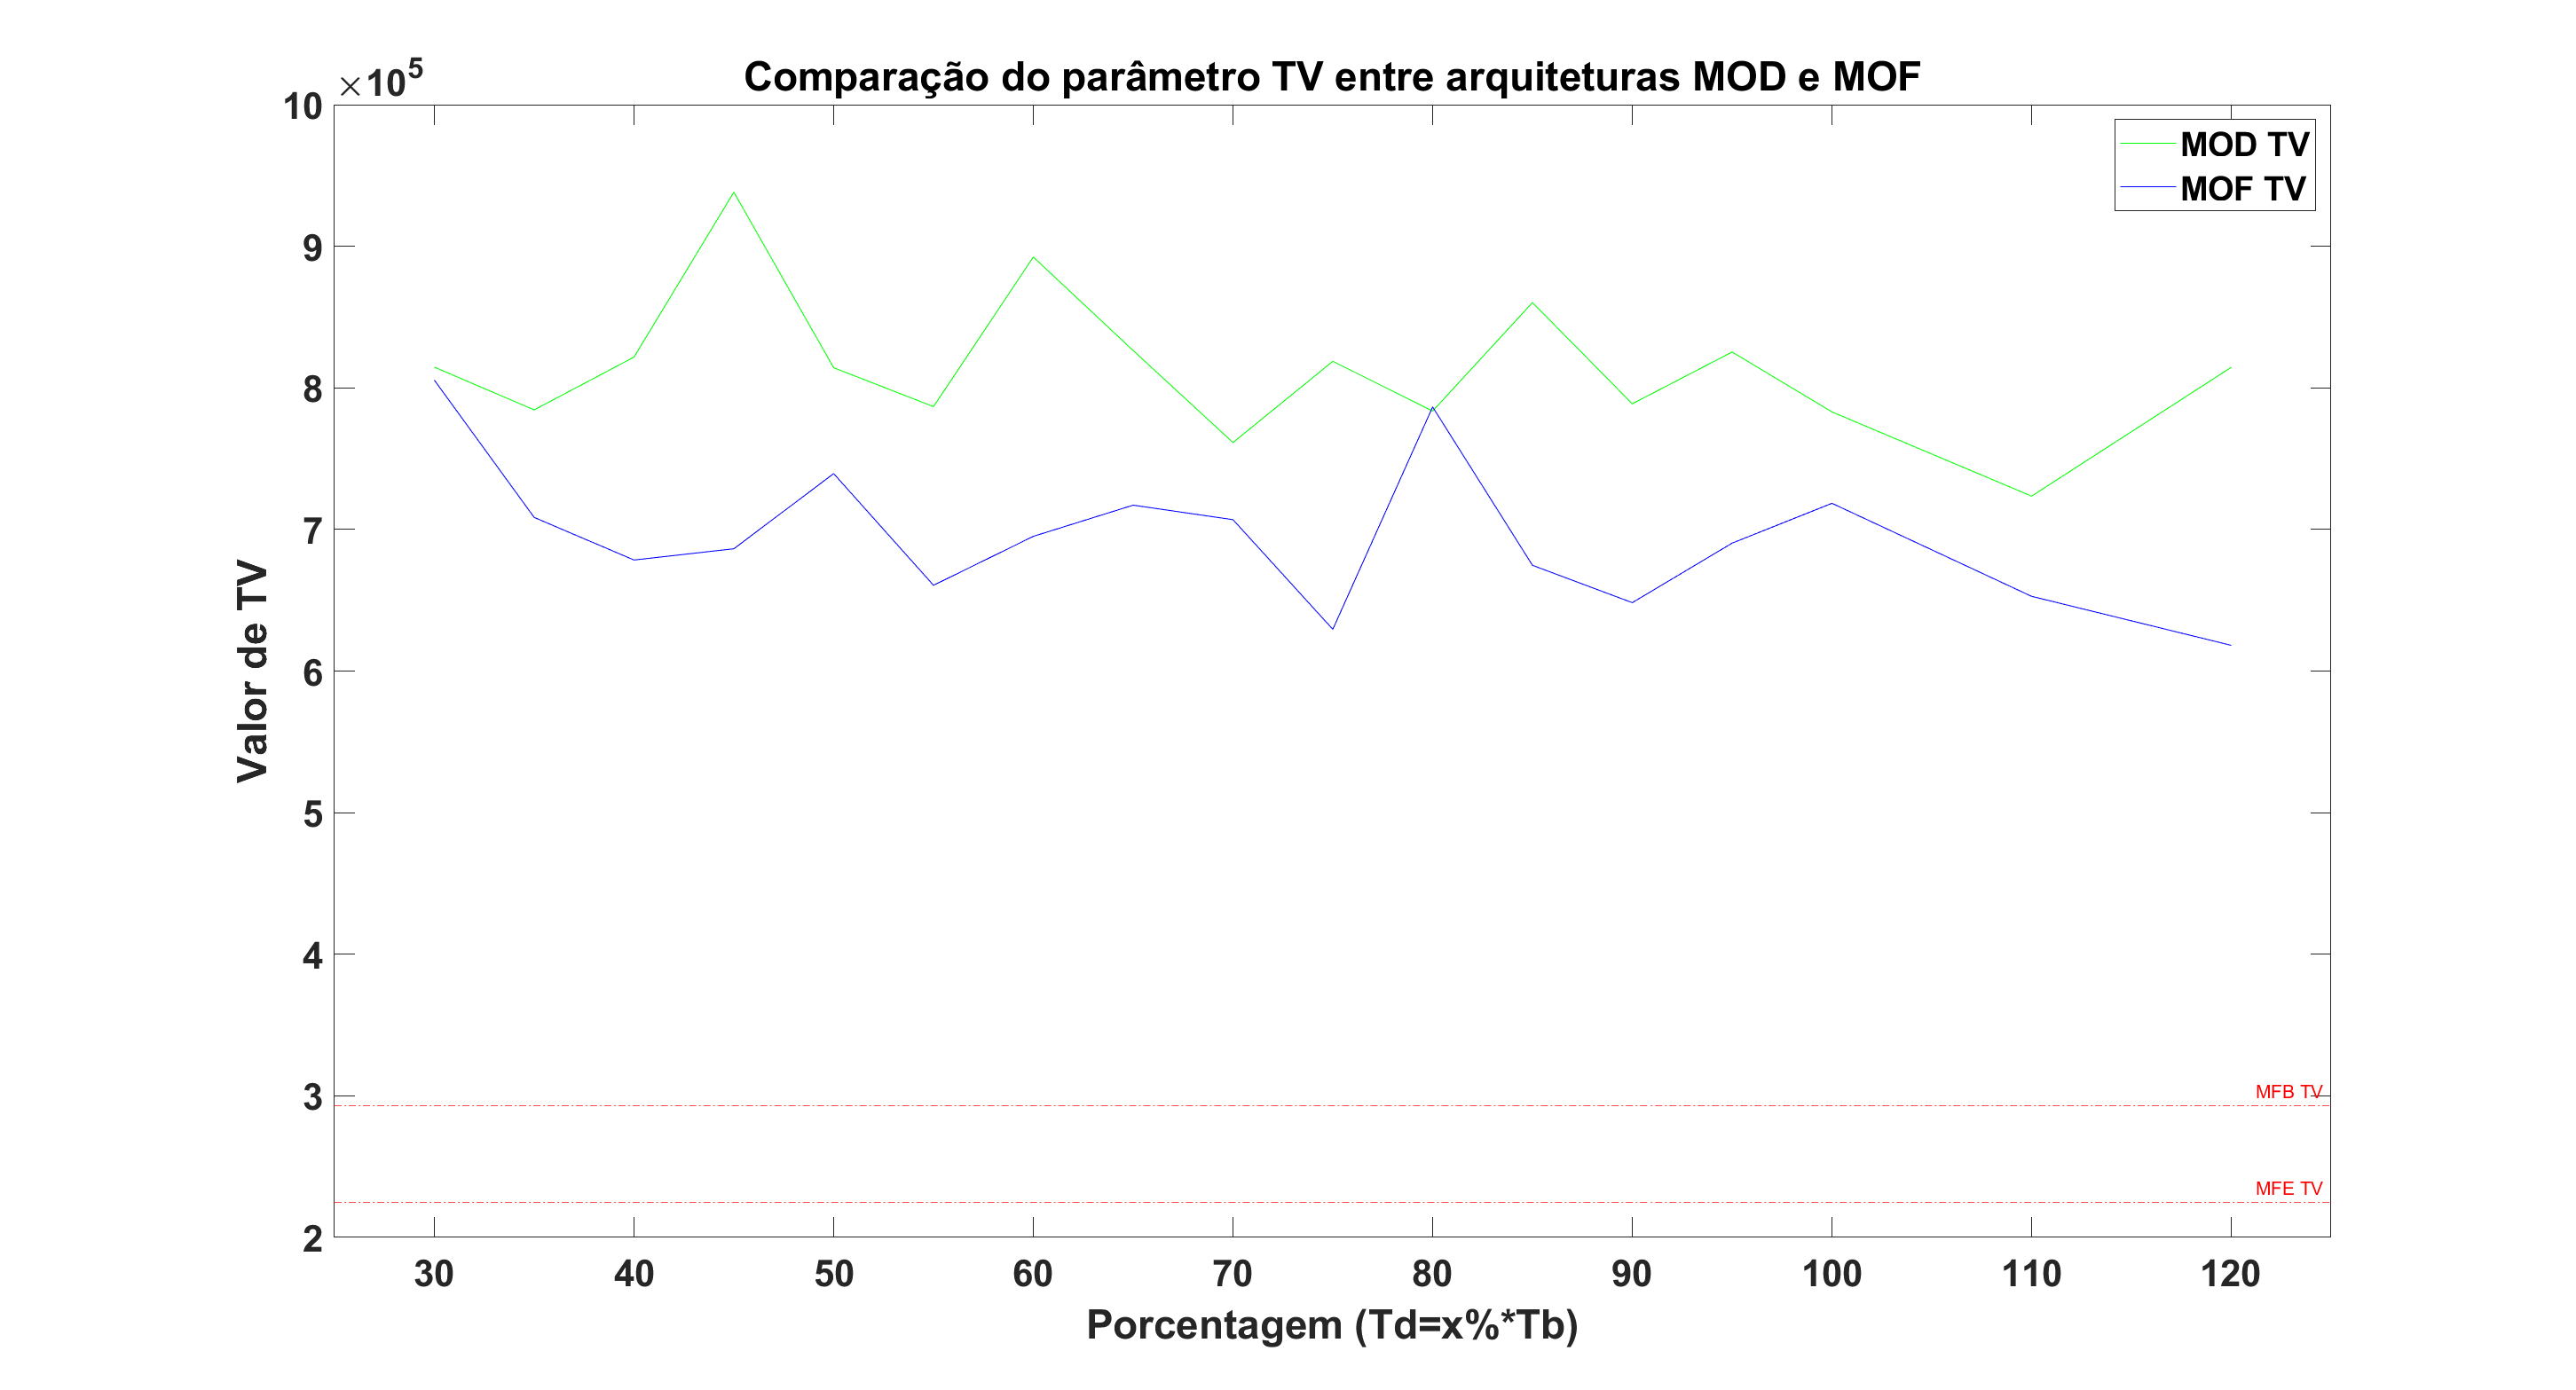 Comparação do parâmetro TV entre arquiteturas MOD e MOF
×10^5
10
9
8
7
6
5
4
3
2
Valor de TV
MOD TV
MOF TV
MFB TV
MFE TV
30 40 50 60 70 80 90 100 110 120
Porcentagem (Td=x%*Tb)